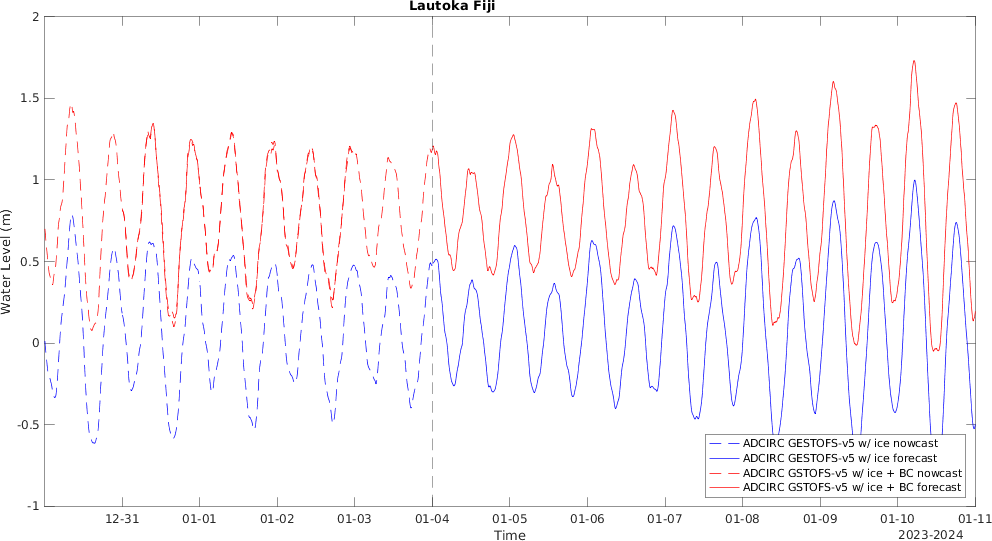 Lautoka Fiji
Water Level (m)
2
1.5
1
0.5
0
-0.5
-1
ADCIRC GESTOFS-v5 w/ ice nowcast
ADCIRC GESTOFS-v5 w/ ice forecast
ADCIRC GSTOFS-v5 w/ ice + BC nowcast
ADCIRC GSTOFS-v5 w/ ice + BC forecast
12-31 01-01 01-02 01-03 01-04 01-05 01-06 01-07 01-08 01-09 01-10 01-11
Time
2023-2024